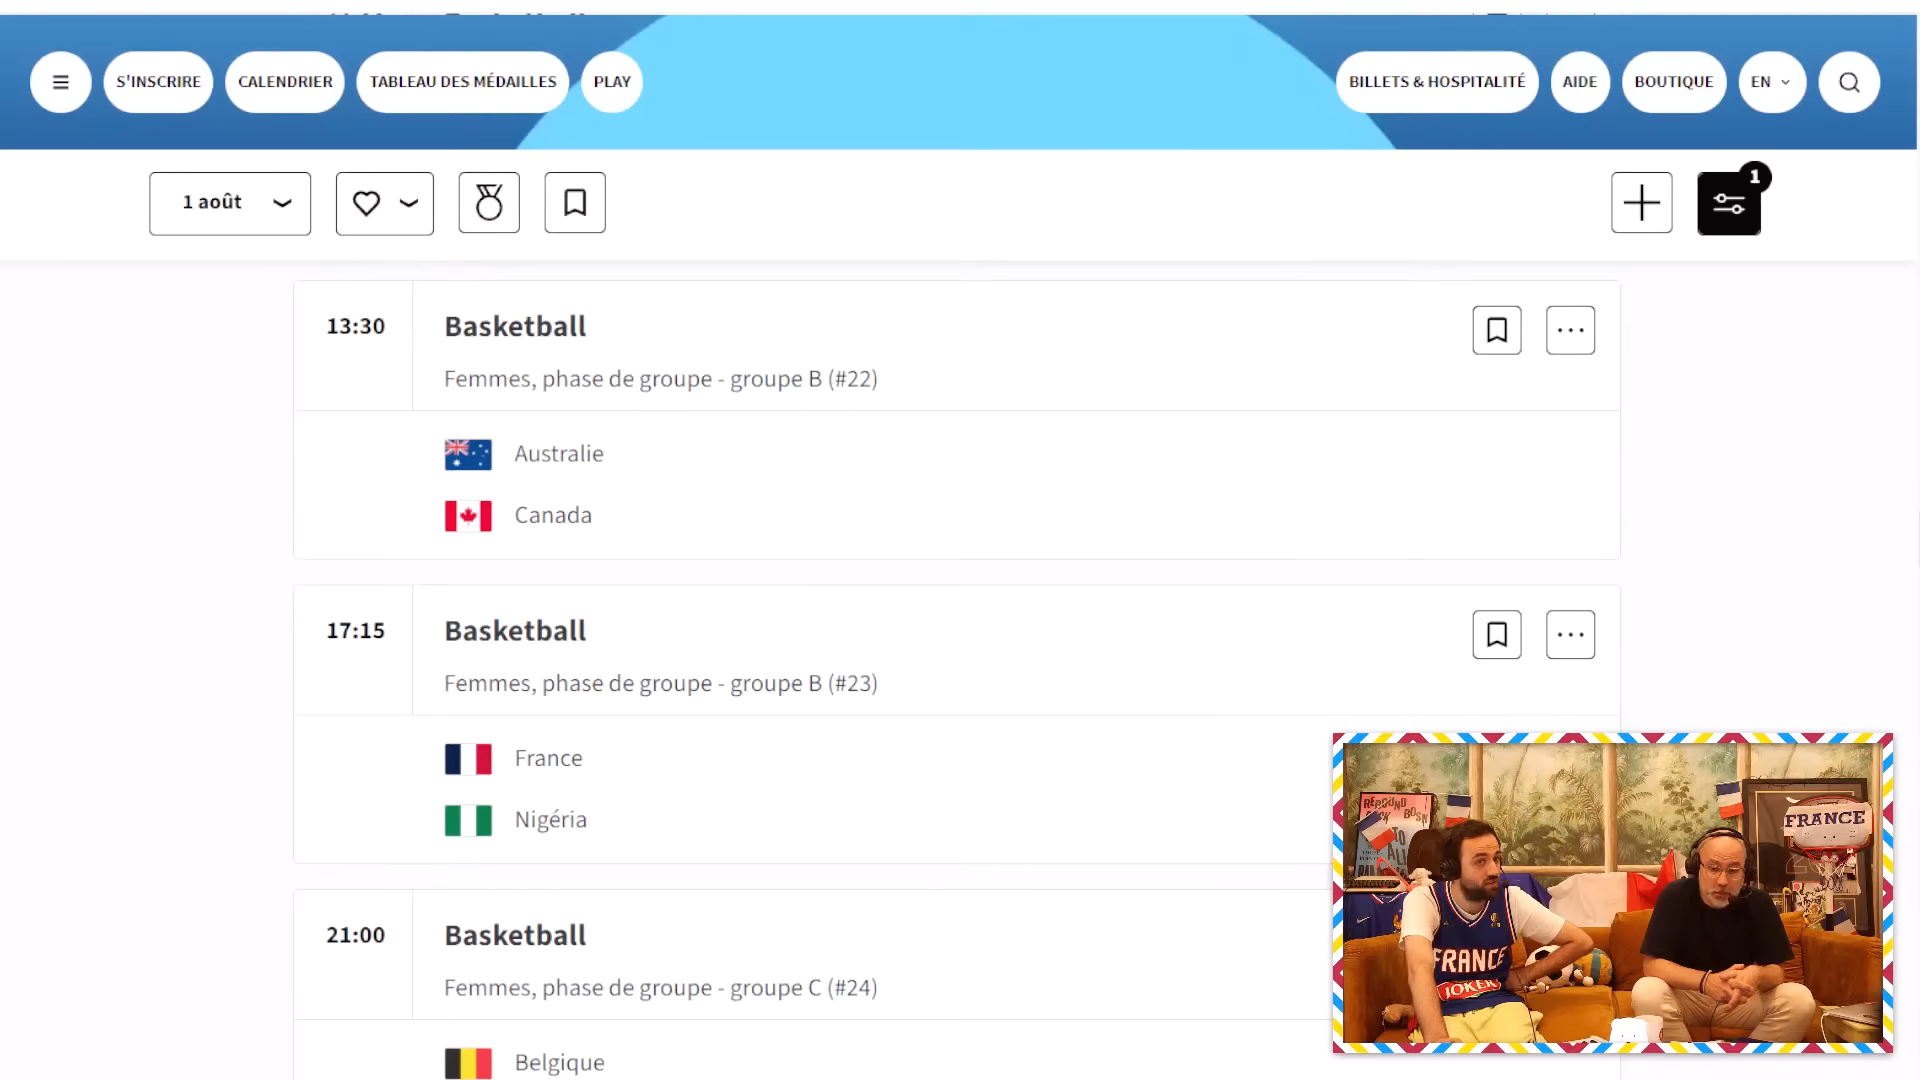 S'INSCRIRE
CALENDRIER
TABLEAU DES MÉDAILLES
PLAY
BILLETS & HOSPITALITÉ
AIDE
BOUTIQUE
EN
1 août
1
13:30
Basketball
Femmes, phase de groupe - groupe B (#22)
Australie
Canada
17:15
Basketball
Femmes, phase de groupe - groupe B (#23)
France
Nigéria
21:00
Basketball
Femmes, phase de groupe - groupe C (#24)
Belgique
REBOUND
TO
FRANCE
FRANCE
JOKER